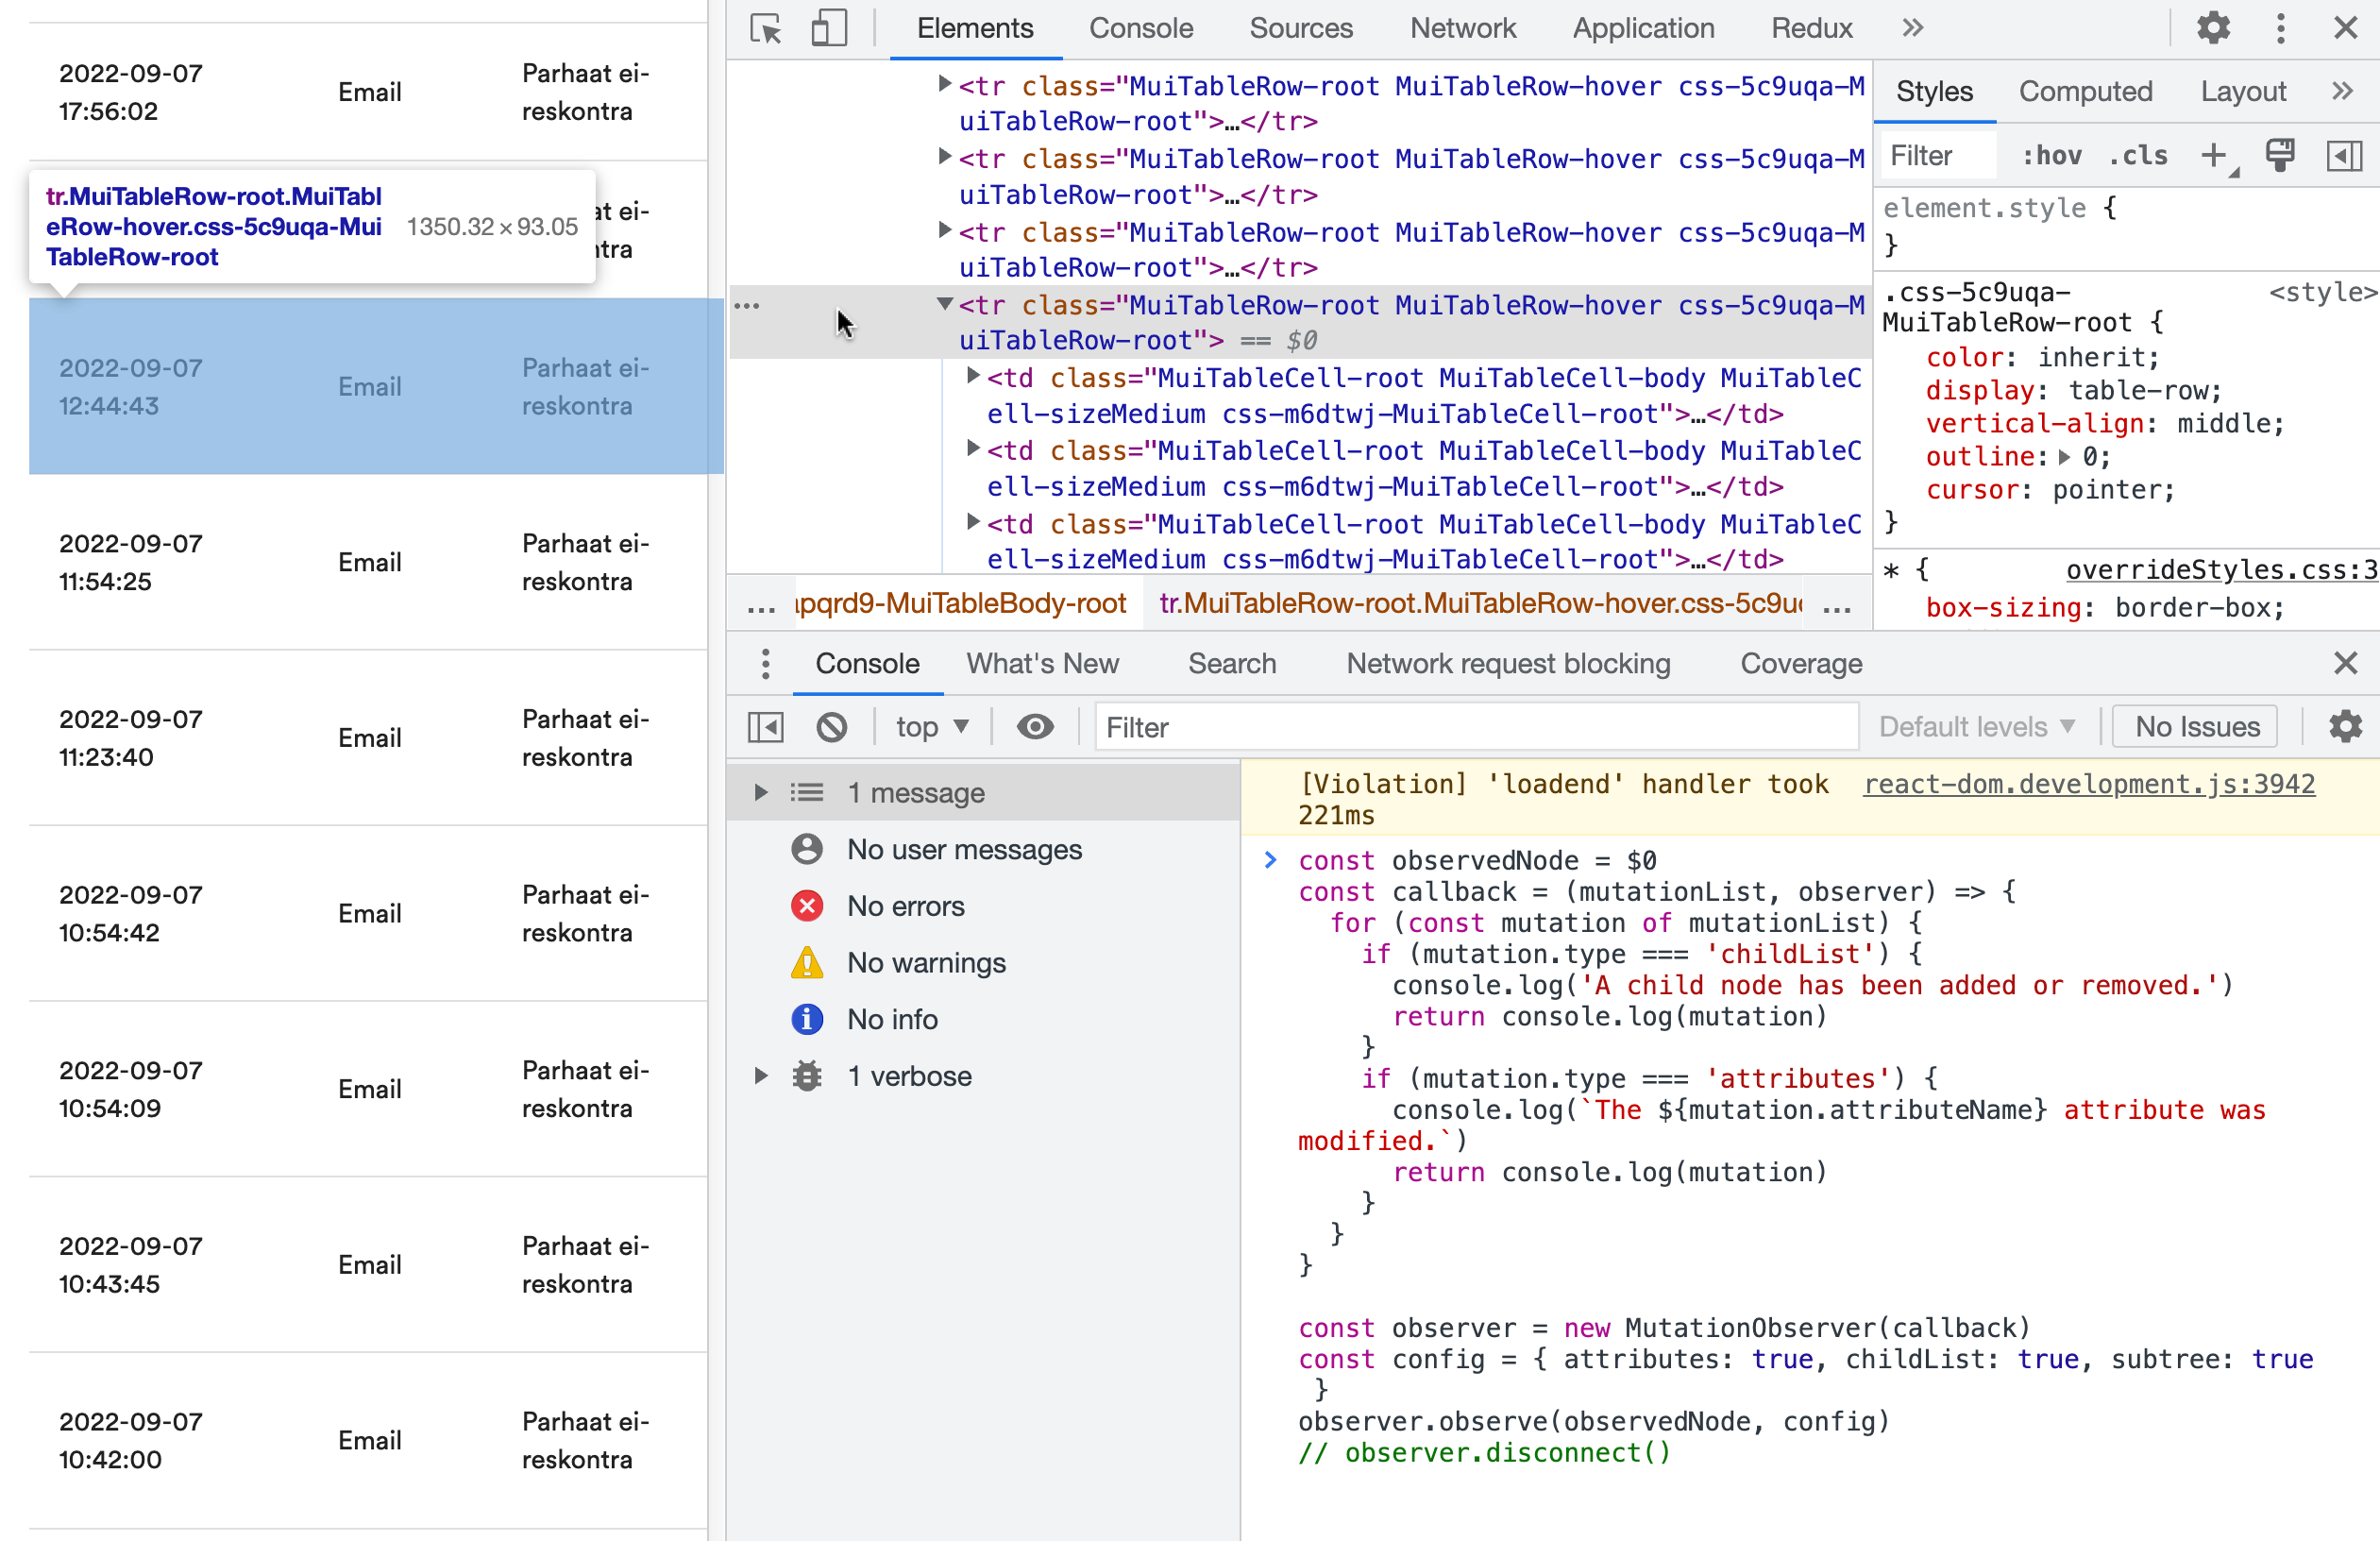 2022-09-07
17:56:02
Email
Parhaat ei-
reskontra
tr.MuiTableRow-root.MuiTabl
eRow-hover.css-5c9uqa-Mui
TableRow-root
1350.32 × 93.05
at ei-
ntra
2022-09-07
12:44:43
Email
Parhaat ei-
reskontra
2022-09-07
11:54:25
Email
Parhaat ei-
reskontra
2022-09-07
11:23:40
Email
Parhaat ei-
reskontra
2022-09-07
10:54:42
Email
Parhaat ei-
reskontra
2022-09-07
10:54:09
Email
Parhaat ei-
reskontra
2022-09-07
10:43:45
Email
Parhaat ei-
reskontra
2022-09-07
10:42:00
Email
Parhaat ei-
reskontra
Elements Console Sources Network Application Redux »
<tr class="MuiTableRow-root MuiTableRow-hover css-5c9uqa-M
uiTableRow-root">…</tr>
<tr class="MuiTableRow-root MuiTableRow-hover css-5c9uqa-M
uiTableRow-root">…</tr>
<tr class="MuiTableRow-root MuiTableRow-hover css-5c9uqa-M
uiTableRow-root">…</tr>
<tr class="MuiTableRow-root MuiTableRow-hover css-5c9uqa-M
uiTableRow-root"> == $0
<td class="MuiTableCell-root MuiTableCell-body MuiTableC
ell-sizeMedium css-m6dtwj-MuiTableCell-root">…</td>
<td class="MuiTableCell-root MuiTableCell-body MuiTableC
ell-sizeMedium css-m6dtwj-MuiTableCell-root">…</td>
<td class="MuiTableCell-root MuiTableCell-body MuiTableC
ell-sizeMedium css-m6dtwj-MuiTableCell-root">…</td>
... apqrd9-MuiTableBody-root tr.MuiTableRow-root.MuiTableRow-hover.css-5c9uq ...
Styles Computed Layout »
Filter :hov .cls +
element.style {
}
.css-5c9uqa- <style>
MuiTableRow-root {
color: inherit;
display: table-row;
vertical-align: middle;
outline: 0;
cursor: pointer;
}
* { overrideStyles.css:3
box-sizing: border-box;
Console What's New Search Network request blocking Coverage
top Filter Default levels No Issues
1 message
No user messages
No errors
No warnings
No info
1 verbose
[Violation] 'loadend' handler took react-dom.development.js:3942
221ms
const observedNode = $0
const callback = (mutationList, observer) => {
for (const mutation of mutationList) {
if (mutation.type === 'childList') {
console.log('A child node has been added or removed.')
return console.log(mutation)
}
if (mutation.type === 'attributes') {
console.log(`The ${mutation.attributeName} attribute was
modified.`)
return console.log(mutation)
}
}
}
const observer = new MutationObserver(callback)
const config = { attributes: true, childList: true, subtree: true
}
observer.observe(observedNode, config)
// observer.disconnect()